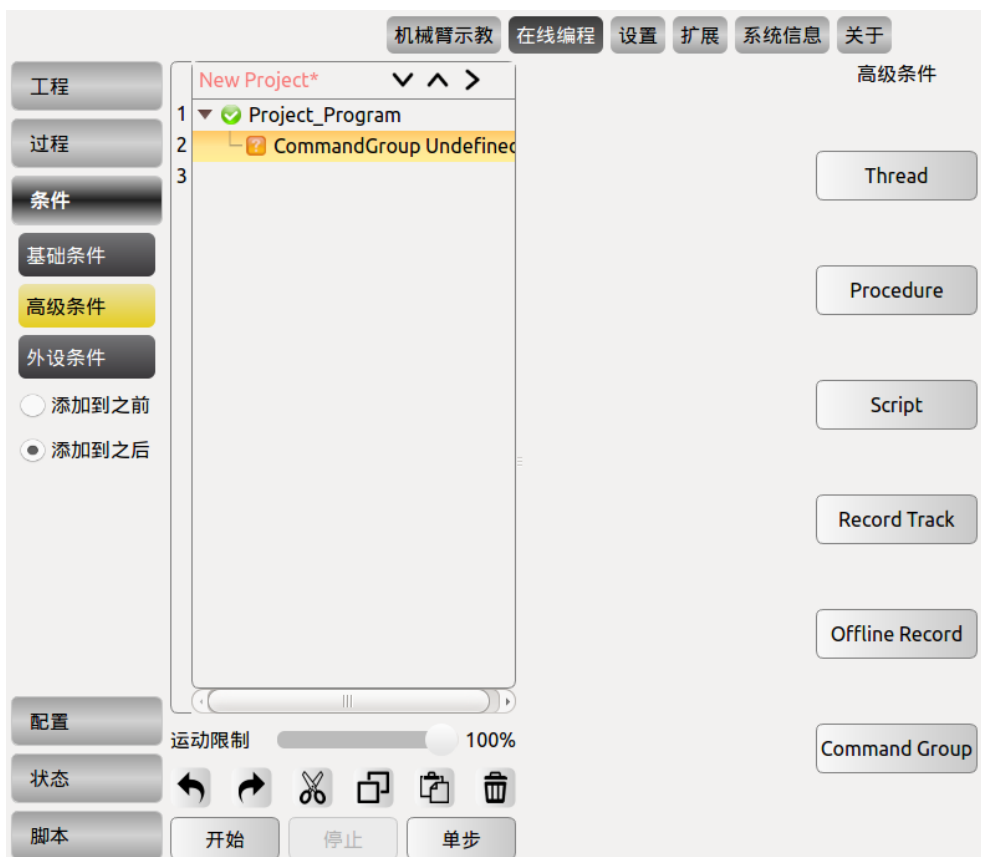 机械臂示教 在线编程 设置 扩展 系统信息 关于
工程
过程
条件
基础条件
高级条件
外设条件
添加到之前
添加到之后
配置
状态
脚本
New Project*
1 Project_Program
2 CommandGroup Undefined
3
运动限制 100%
开始 停止 单步
高级条件
Thread
Procedure
Script
Record Track
Offline Record
Command Group